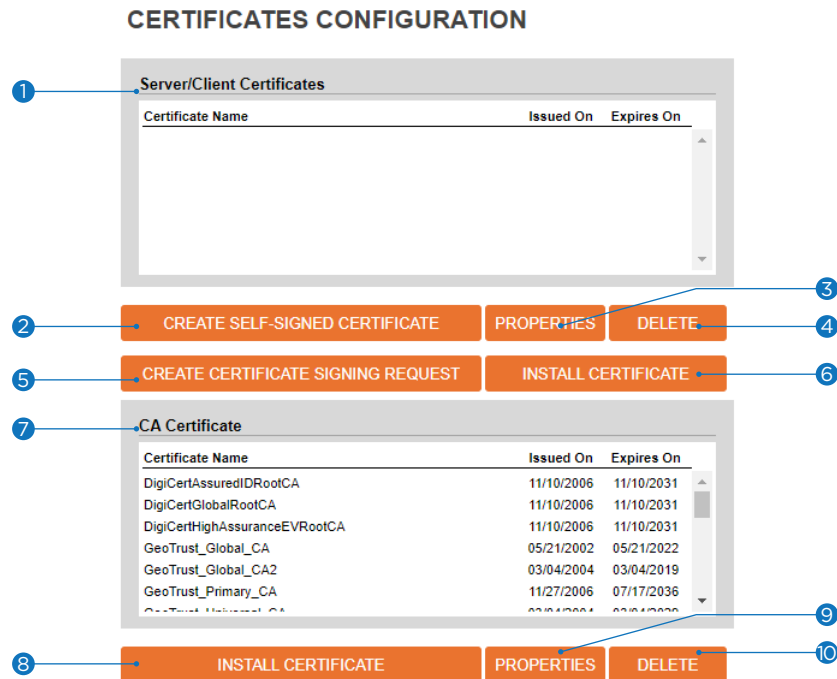 CERTIFICATES CONFIGURATION
1
Server/Client Certificates
Certificate Name Issued On Expires On
3
2 CREATE SELF-SIGNED CERTIFICATE PROPERTIES DELETE 4
5 CREATE CERTIFICATE SIGNING REQUEST INSTALL CERTIFICATE 6
7 CA Certificate
Certificate Name Issued On Expires On
DigiCertAssuredIDRootCA 11/10/2006 11/10/2031
DigiCertGlobalRootCA 11/10/2006 11/10/2031
DigiCertHighAssuranceEVRootCA 11/10/2006 11/10/2031
GeoTrust_Global_CA 05/21/2002 05/21/2022
GeoTrust_Global_CA2 03/04/2004 03/04/2019
GeoTrust_Primary_CA 11/27/2006 07/17/2036
9
8 INSTALL CERTIFICATE PROPERTIES DELETE 10